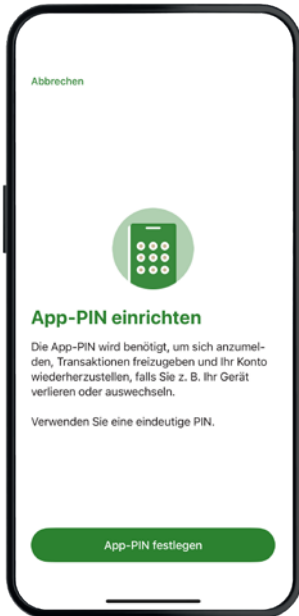 Abbrechen
App-PIN einrichten
Die App-PIN wird benötigt, um sich anzumel-
den, Transaktionen freizugeben und Ihr Konto
wiederherzustellen, falls Sie z. B. Ihr Gerät
verlieren oder auswechseln.
Verwenden Sie eine eindeutige PIN.
App-PIN festlegen